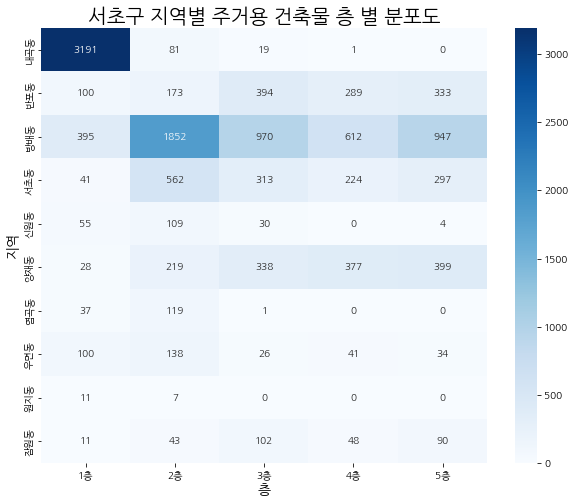 서초구 지역별 주거용 건축물 층 별 분포도
내곡동 3191 81 19 1 0
반포동 100 173 394 289 333
방배동 395 1852 970 612 947
서초동 41 562 313 224 297
신원동 55 109 30 0 4
양재동 28 219 338 377 399
염곡동 37 119 1 0 0
우면동 100 138 26 41 34
원지동 11 7 0 0 0
잠원동 11 43 102 48 90
1층 2층 3층 4층 5층
층
지역
3000
2500
2000
1500
1000
500
0